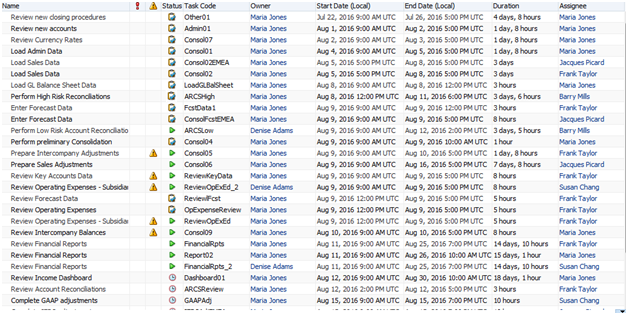 Name Status Task Code Owner Start Date (Local) End Date (Local) Duration Assignee
Review new closing procedures Other01 Maria Jones Jul 22, 2016 9:00 AM UTC Jul 26, 2016 5:00 PM UTC 4 days, 8 hours Maria Jones
Review new accounts Admin01 Maria Jones Aug 1, 2016 9:00 AM UTC Aug 2, 2016 5:00 PM UTC 1 day, 8 hours Maria Jones
Review Currency Rates Consol07 Maria Jones Aug 2, 2016 9:00 AM UTC Aug 3, 2016 5:00 PM UTC 1 day, 8 hours Maria Jones
Load Admin Data Consol01 Maria Jones Aug 4, 2016 9:00 AM UTC Aug 5, 2016 5:00 PM UTC 1 day, 8 hours Maria Jones
Load Sales Data Consol02EMEA Maria Jones Aug 5, 2016 5:00 PM UTC Aug 8, 2016 5:00 PM UTC 3 days Jacques Picard
Load Sales Data Consol02 Maria Jones Aug 5, 2016 5:00 PM UTC Aug 8, 2016 5:00 PM UTC 3 days Frank Taylor
Load GL Balance Sheet Data LoadGLBalSheet Maria Jones Aug 8, 2016 9:00 AM UTC Aug 8, 2016 12:00 PM UTC 3 hours Maria Jones
Perform High Risk Reconciliations ARCSHigh Maria Jones Aug 8, 2016 12:00 PM UTC Aug 11, 2016 6:00 PM UTC 3 days, 6 hours Barry Mills
Enter Forecast Data FcstData1 Maria Jones Aug 9, 2016 9:00 AM UTC Aug 9, 2016 12:00 PM UTC 3 hours Frank Taylor
Enter Forecast Data ConsolFcstEMEA Maria Jones Aug 9, 2016 9:00 AM UTC Aug 9, 2016 5:00 PM UTC 8 hours Jacques Picard
Perform Low Risk Account Reconciliatio ARCSLow Denise Adams Aug 9, 2016 9:00 AM UTC Aug 12, 2016 2:00 PM UTC 3 days, 5 hours Barry Mills
Perform preliminary Consolidation Consol04 Maria Jones Aug 9, 2016 9:00 AM UTC Aug 9, 2016 10:00 AM UTC 1 hour Maria Jones
Prepare Intercompany Adjustments Consol05 Maria Jones Aug 9, 2016 9:00 AM UTC Aug 10, 2016 5:00 PM UTC 1 day, 8 hours Frank Taylor
Prepare Sales Adjustments Consol06 Maria Jones Aug 9, 2016 9:00 AM UTC Aug 16, 2016 5:00 PM UTC 7 days, 8 hours Jacques Picard
Review Key Accounts Data ReviewKeyData Maria Jones Aug 9, 2016 9:00 AM UTC Aug 9, 2016 5:00 PM UTC 8 hours Frank Taylor
Review Operating Expenses - Subsidiar ReviewOpExEd_2 Denise Adams Aug 9, 2016 9:00 AM UTC Aug 9, 2016 5:00 PM UTC 8 hours Susan Chang
Review Forecast Data ReviewlFcst Maria Jones Aug 9, 2016 12:00 PM UTC Aug 9, 2016 5:00 PM UTC 5 hours Frank Taylor
Review Operating Expenses OpExpenseReview Maria Jones Aug 9, 2016 12:00 PM UTC Aug 9, 2016 5:00 PM UTC 5 hours Frank Taylor
Review Operating Expenses - Subsidiar ReviewOpExEd Maria Jones Aug 9, 2016 9:00 AM UTC Aug 9, 2016 5:00 PM UTC 8 hours Frank Taylor
Review Intercompany Balances Consol09 Maria Jones Aug 10, 2016 9:00 AM UTC Aug 10, 2016 5:00 PM UTC 8 hours Maria Jones
Review Financial Reports FinancialRpts Maria Jones Aug 11, 2016 9:00 AM UTC Aug 25, 2016 7:00 PM UTC 14 days, 10 hours Frank Taylor
Review Financial Reports Report02 Maria Jones Aug 11, 2016 9:00 AM UTC Aug 26, 2016 10:00 AM UTC 15 days, 1 hour Maria Jones
Review Financial Reports FinancialRpts_2 Denise Adams Aug 11, 2016 9:00 AM UTC Aug 25, 2016 7:00 PM UTC 14 days, 10 hours Susan Chang
Review Income Dashboard Dashboard01 Maria Jones Aug 12, 2016 9:00 AM UTC Aug 30, 2016 10:00 AM UTC 18 days, 1 hour Maria Jones
Review Account Reconciliations ARCSReview Maria Jones Aug 12, 2016 2:00 PM UTC Aug 12, 2016 5:00 PM UTC 3 hours Frank Taylor
Complete GAAP adjustments GAAPAdj Maria Jones Aug 15, 2016 9:00 AM UTC Aug 15, 2016 7:00 PM UTC 10 hours Susan Chang